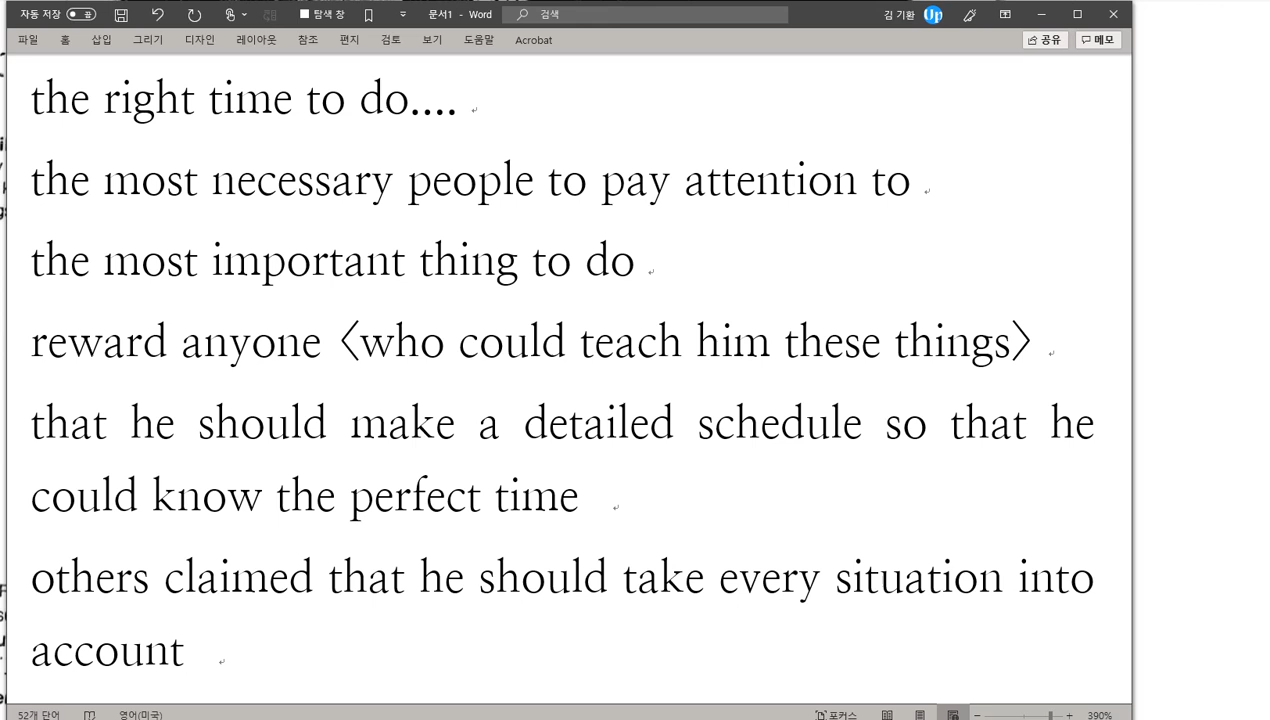 자동 저장 끔 탐색 창 문서1 - Word 검색 김 기환 Up
파일 홈 삽입 그리기 디자인 레이아웃 참조 편지 검토 보기 도움말 Acrobat 공유 메모
the right time to do....
the most necessary people to pay attention to
the most important thing to do
reward anyone〈who could teach him these things〉
that he should make a detailed schedule so that he
could know the perfect time
others claimed that he should take every situation into
account
52개 단어 영어(미국) 포커스 - + 390%